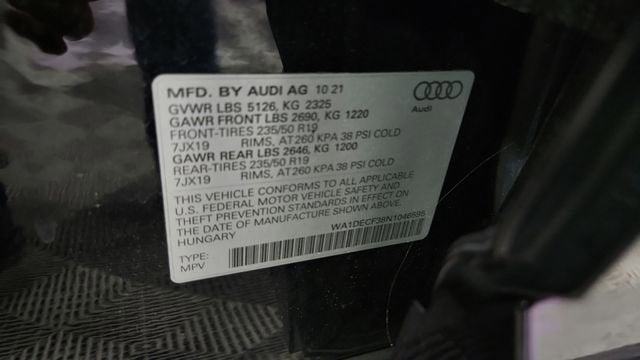 MFD. BY AUDI AG 10 21
GVWR LBS 5126, KG 2325
GAWR FRONT LBS 2690, KG 1220
FRONT-TIRES 235/50 R19
7JX19 RIMS, AT260 KPA 38 PSI COLD
GAWR REAR LBS 2646, KG 1200
REAR-TIRES 235/50 R19
7JX19 RIMS, AT260 KPA 38 PSI COLD
THIS VEHICLE CONFORMS TO ALL APPLICABLE
U.S. FEDERAL MOTOR VEHICLE SAFETY AND
THEFT PREVENTION STANDARDS IN EFFECT ON
THE DATE OF MANUFACTURE SHOWN ABOVE.
HUNGARY
TYPE:
MPV
Audi